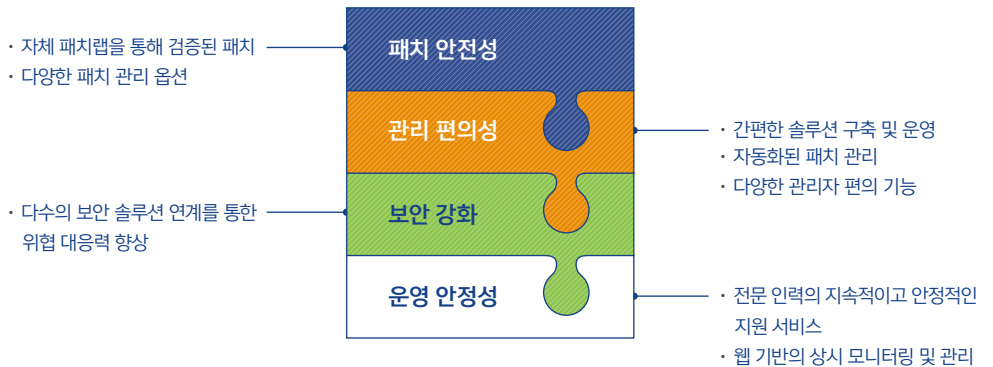 패치 안전성
· 자체 패치랩을 통해 검증된 패치
· 다양한 패치 관리 옵션
관리 편의성
· 간편한 솔루션 구축 및 운영
· 자동화된 패치 관리
· 다양한 관리자 편의 기능
보안 강화
· 다수의 보안 솔루션 연계를 통한
위협 대응력 향상
운영 안정성
· 전문 인력의 지속적이고 안정적인
지원 서비스
· 웹 기반의 상시 모니터링 및 관리